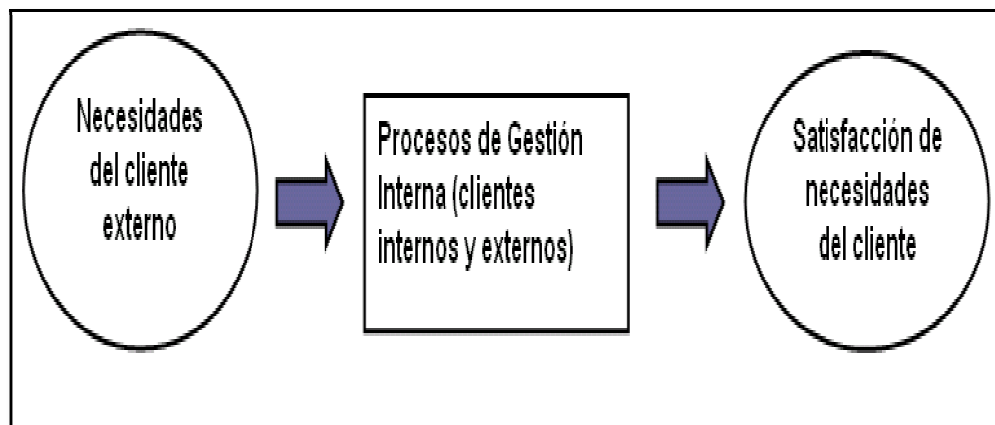 Necesidades
del cliente
externo
Procesos de Gestión
Interna (clientes
internos y externos)
Satisfacción de
necesidades
del cliente